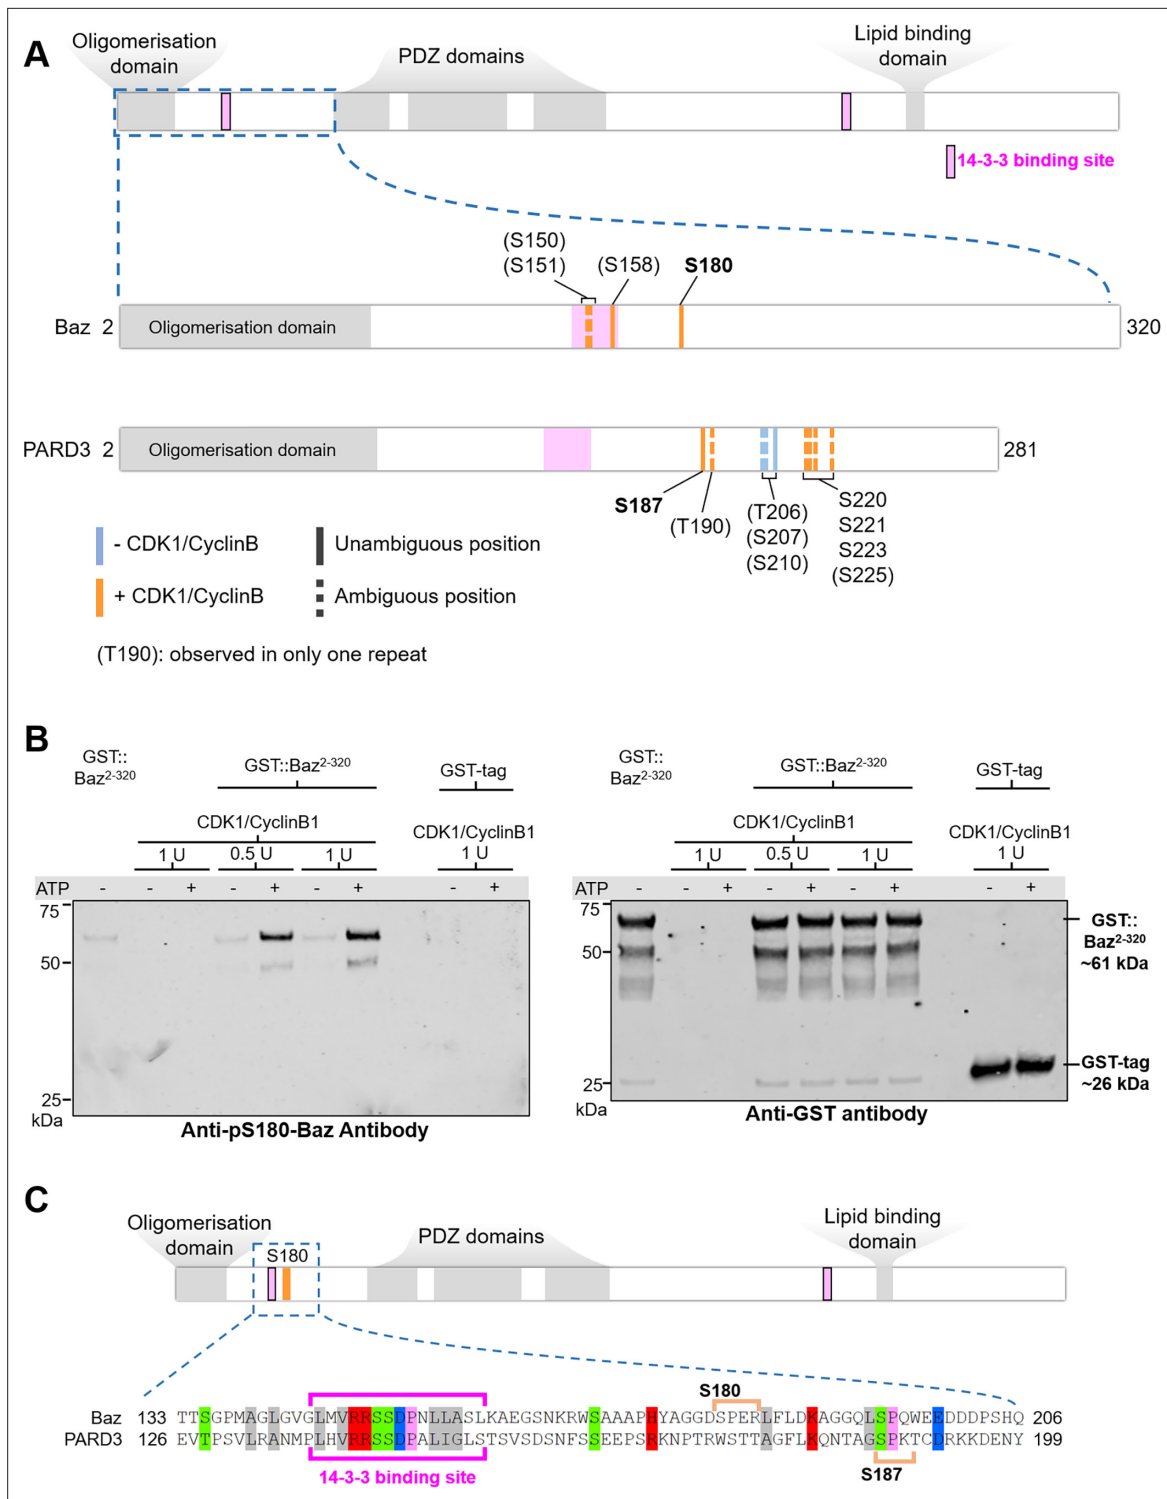 A
Oligomerisation
domain
PDZ domains
Lipid binding
domain
14-3-3 binding site
(S150)
(S151)
(S158)
S180
Baz 2
Oligomerisation domain
320
PARD3 2
Oligomerisation domain
281
S187
(T190)
(T206)
(S207)
(S210)
S220
S221
S223
(S225)
- CDK1/CyclinB
Unambiguous position
+ CDK1/CyclinB
Ambiguous position
(T190): observed in only one repeat
B
GST::
Baz2-320
GST::Baz2-320
GST-tag
CDK1/CyclinB1
CDK1/CyclinB1
1 U
0.5 U
1 U
1 U
ATP - - + - + - + - +
75
50
25
kDa
Anti-pS180-Baz Antibody
GST::
Baz2-320
GST::Baz2-320
GST-tag
CDK1/CyclinB1
CDK1/CyclinB1
1 U
0.5 U
1 U
1 U
ATP - - + - + - + - +
75
50
25
kDa
GST::
Baz2-320
~61 kDa
GST-tag
~26 kDa
Anti-GST antibody
C
Oligomerisation
domain
S180
PDZ domains
Lipid binding
domain
S180
Baz 133 TTSGPMAGLGVGLMVRRSSDPNLLASLKAEGSNKRWSAAAPHYAGGDSPERLFLDKAGGQLSPQWEEDDDPSHQ 206
PARD3 126 EVTPSVLRANMPLHVRRSSDPALIGLSTSVSDSNFSSEEPSRKNPTRWSTTAGFLKQNTAGSPKTCDRKKDENY 199
14-3-3 binding site
S187